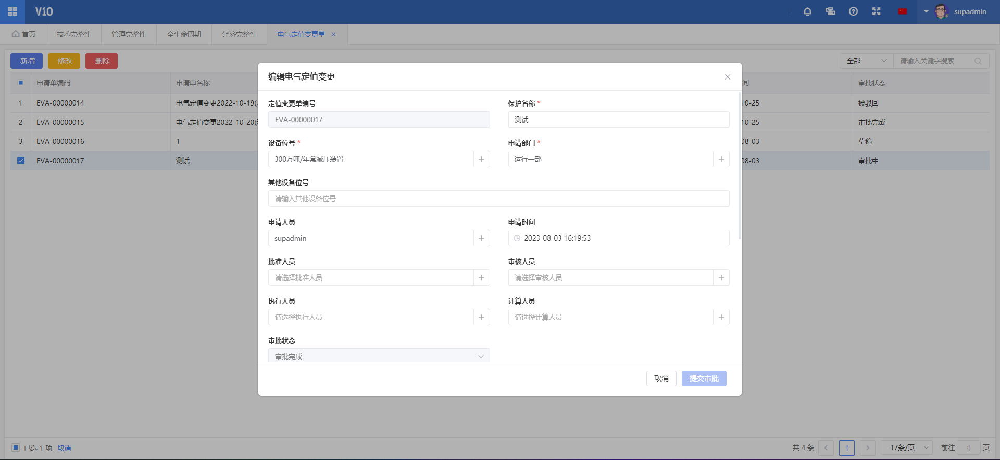 V10
supadmin
首页
技术完整性
管理完整性
全生命周期
经济完整性
电气定值变更单
新增
修改
删除
全部
请输入关键字搜索
申请单编码
申请单名称
间
审批状态
1
EVA-00000014
电气定值变更2022-10-19(
10-25
被驳回
2
EVA-00000015
电气定值变更2022-10-20(
10-25
审批完成
3
EVA-00000016
1
08-03
草稿
EVA-00000017
测试
08-03
审批中
编辑电气定值变更
定值变更单编号
保护名称 *
EVA-00000017
测试
设备位号 *
申请部门 *
300万吨/年常减压装置
运行一部
其他设备位号
请输入其他设备位号
申请人员
申请时间
supadmin
2023-08-03 16:19:53
批准人员
审核人员
请选择批准人员
请选择审核人员
执行人员
计算人员
请选择执行人员
请选择计算人员
审批状态
审批完成
取消
提交审批
已选 1 项 取消
共 4 条
1
17条/页
前往 1 页